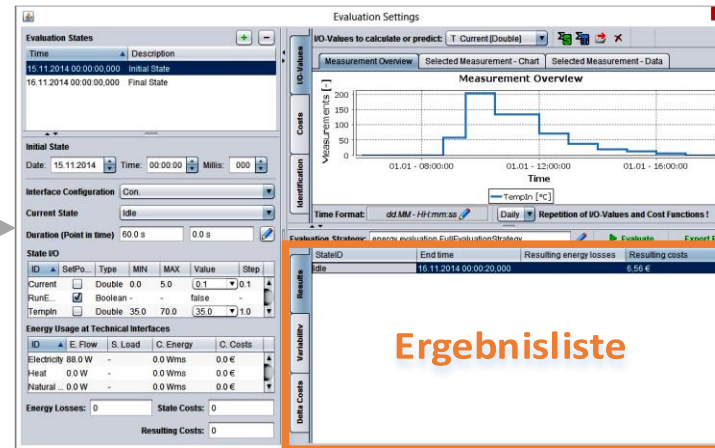 Evaluation Settings
Evaluation States
+ -
Time Description
15.11.2014 00:00:00,000 Initial State
16.11.2014 00:00:00,000 Final State
Initial State
Date: 15.11.2014 Time: 00:00:00 Millis: 000
Interface Configuration Con.
Current State Idle
Duration (Point in time) 60.0 s 0.0 s
State I/O
ID SetPo... Type MIN MAX Value Step
Current Double 0.0 5.0 0.1 0.1
RunE... Boolean - - false -
TempIn Double 35.0 70.0 35.0 1.0
Energy Usage at Technical Interfaces
ID E. Flow S. Load C. Energy C. Costs
Electricity 88.0 W - 0.0 Wms 0.0 €
Heat 0.0 W - 0.0 Wms 0.0 €
Natural ... 0.0 W - 0.0 Wms 0.0 €
Energy Losses: 0 State Costs: 0
Resulting Costs: 0
I/O-Values
Costs
Identification
I/O-Values to calculate or predict: T Current [Double]
Measurement Overview Selected Measurement - Chart Selected Measurement - Data
Measurement Overview
Measurements [-]
200
150
100
50
0
01.01 - 08:00:00 01.01 - 12:00:00 01.01 - 16:00:00
Time
TempIn [°C]
Time Format: dd.MM - HH:mm:ss Daily Repetition of I/O-Values and Cost Functions !
Evaluation Strategy: energy.evaluation.FullEvaluationStrategy Evaluate Export
Results
Variability
Delta Costs
StateID End time Resulting energy losses Resulting costs
Idle 16.11.2014 00:00:20,000 6.56 €
Ergebnisliste